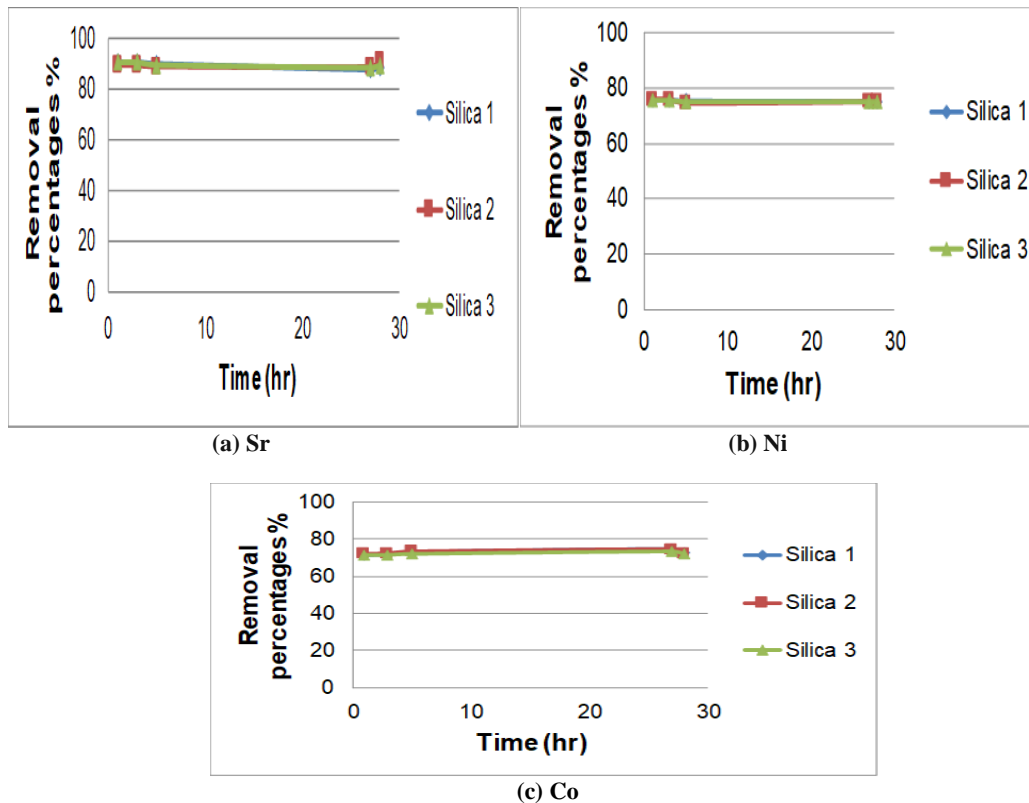 Removal
percentages %
100
80
60
40
20
0
0 10 20 30
Time (hr)
Silica 1
Silica 2
Silica 3
(a) Sr
Removal
percentages %
100
80
60
40
20
0
0 10 20 30
Time (hr)
Silica 1
Silica 2
Silica 3
(b) Ni
Removal
percentages%
100
80
60
40
20
0
0 10 20 30
Time (hr)
Silica 1
Silica 2
Silica 3
(c) Co